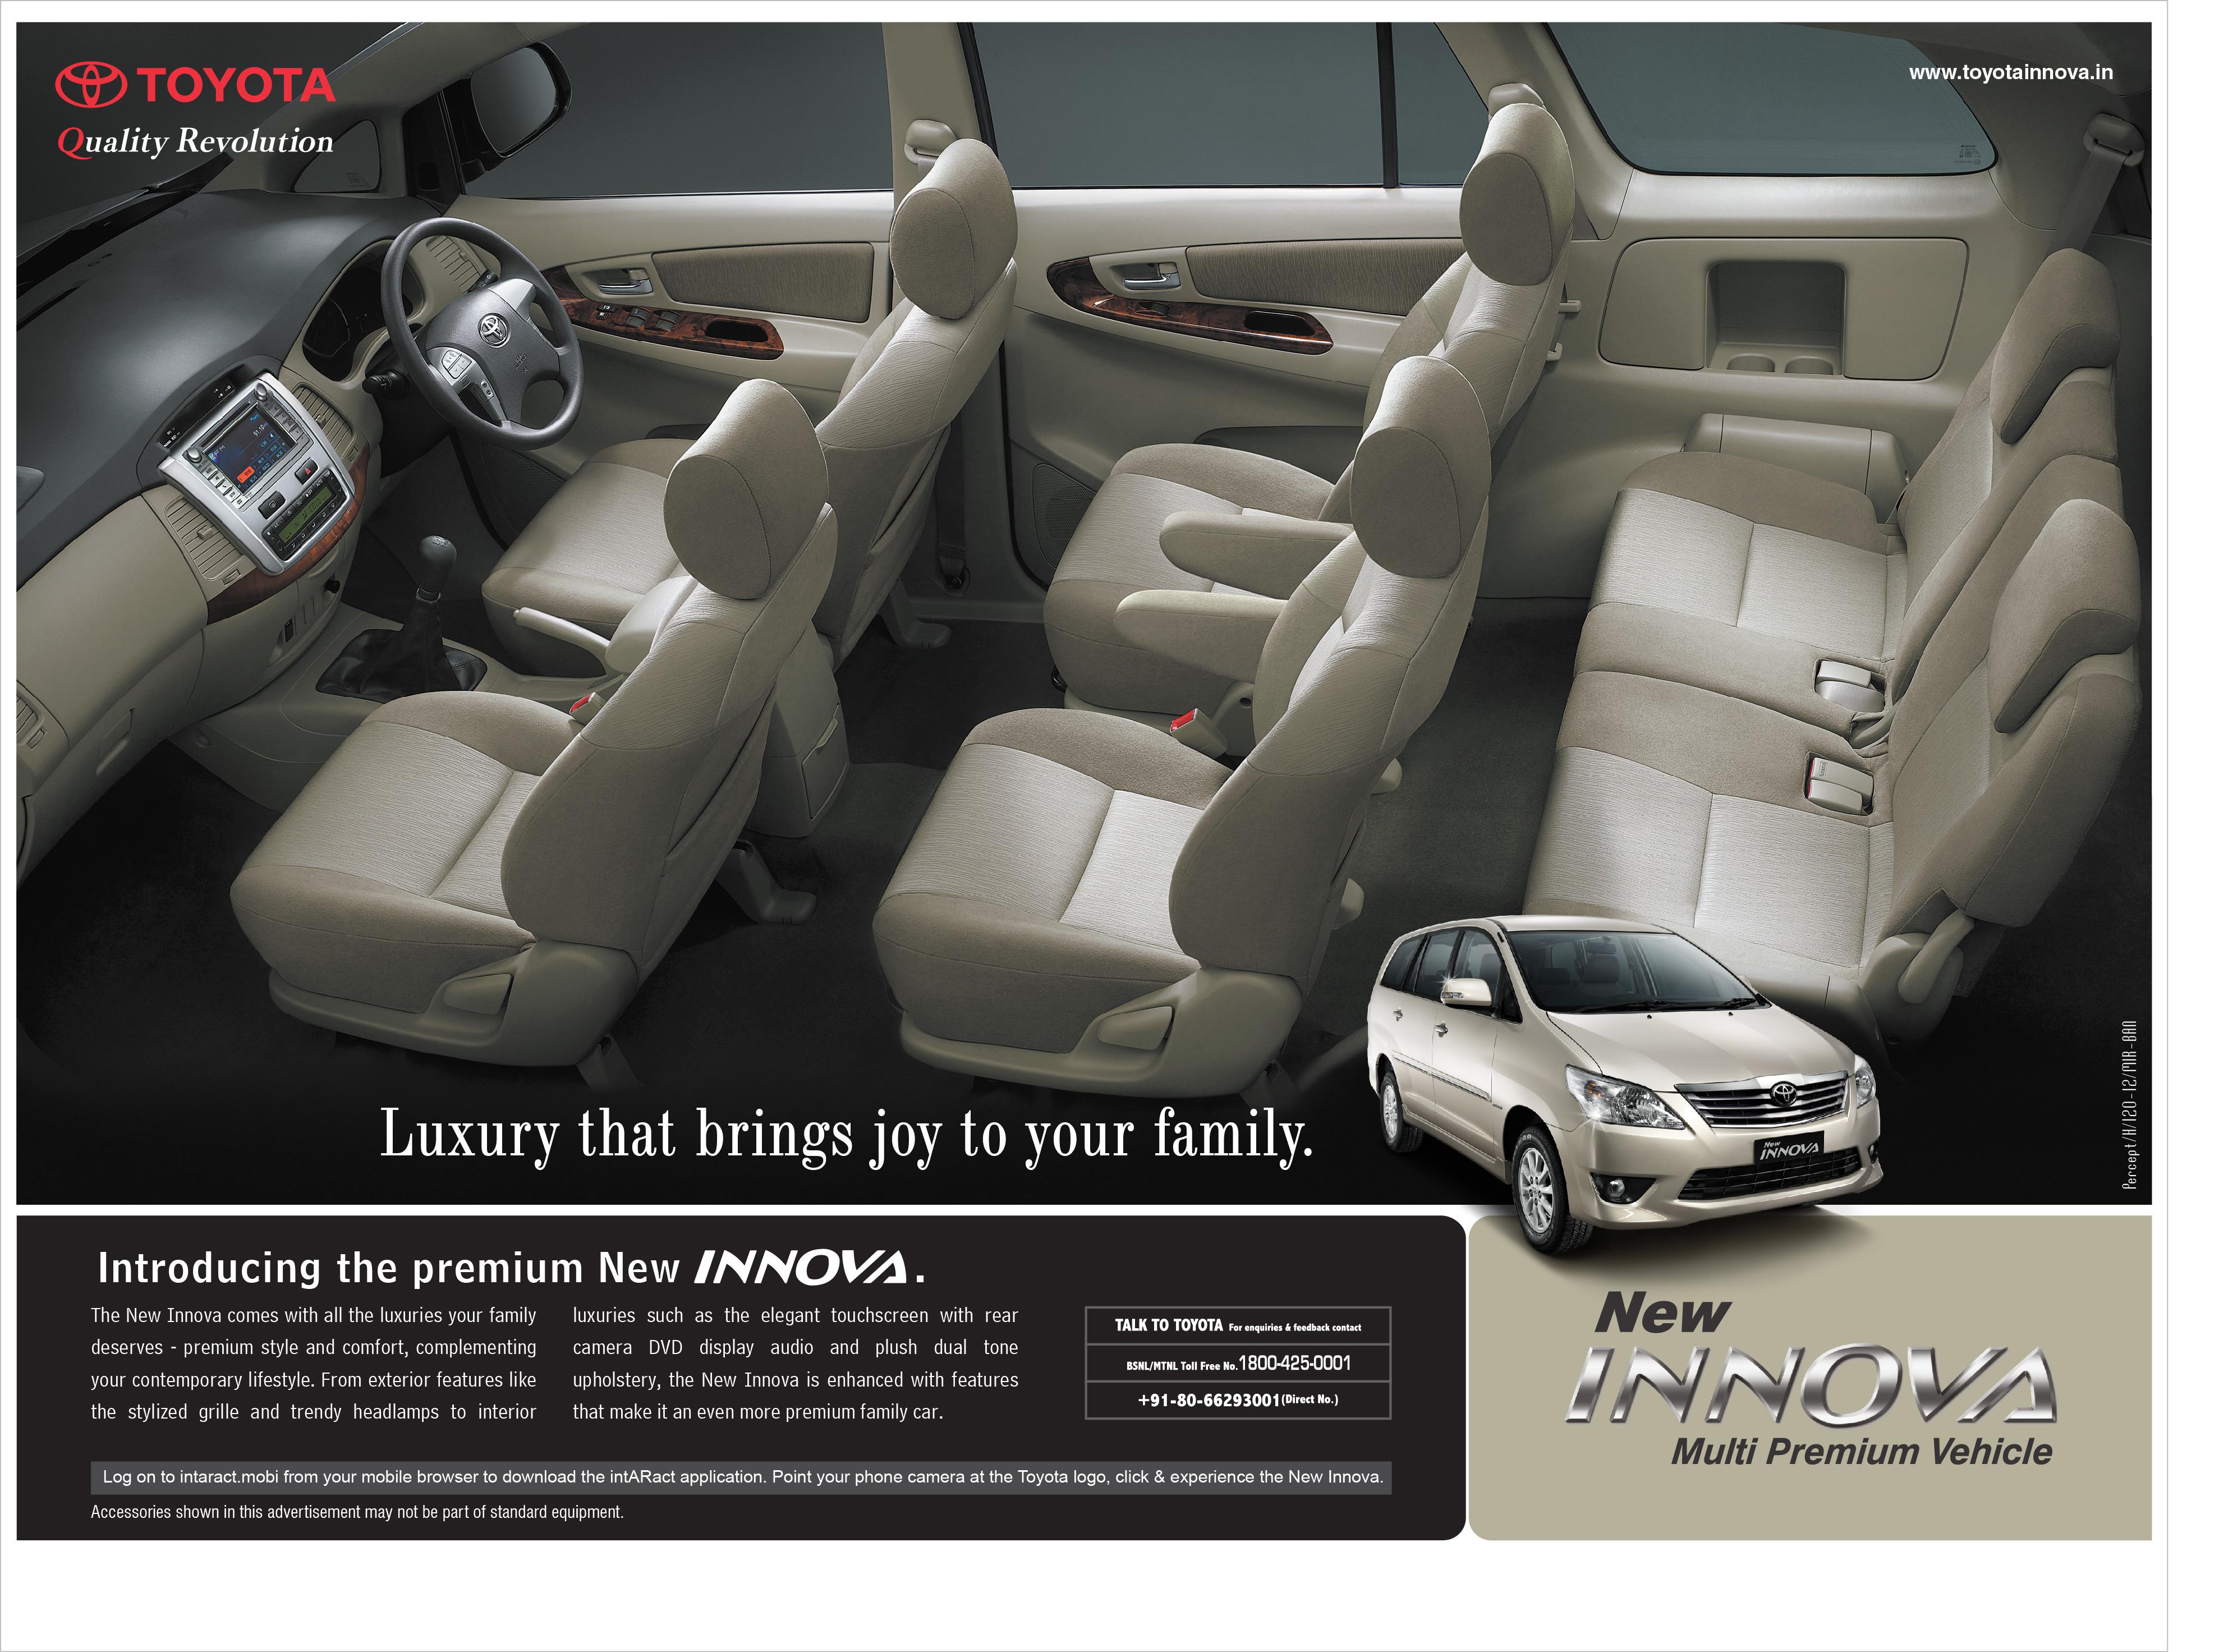 TOYOTA
Quality Revolution
www.toyotainnova.in
Luxury that brings joy to your family.
New
INNOVA
Percept/H/120-12/MIR-BAN
Introducing the premium New INNOVA.
The New Innova comes with all the luxuries your family
deserves - premium style and comfort, complementing
your contemporary lifestyle. From exterior features like
the stylized grille and trendy headlamps to interior
luxuries such as the elegant touchscreen with rear
camera DVD display audio and plush dual tone
upholstery, the New Innova is enhanced with features
that make it an even more premium family car.
TALK TO TOYOTA For enquiries & feedback contact
BSNL/MTNL Toll Free No.1800-425-0001
+91-80-66293001(Direct No.)
Log on to intaract.mobi from your mobile browser to download the intARact application. Point your phone camera at the Toyota logo, click & experience the New Innova.
Accessories shown in this advertisement may not be part of standard equipment.
New
INNOVA
Multi Premium Vehicle